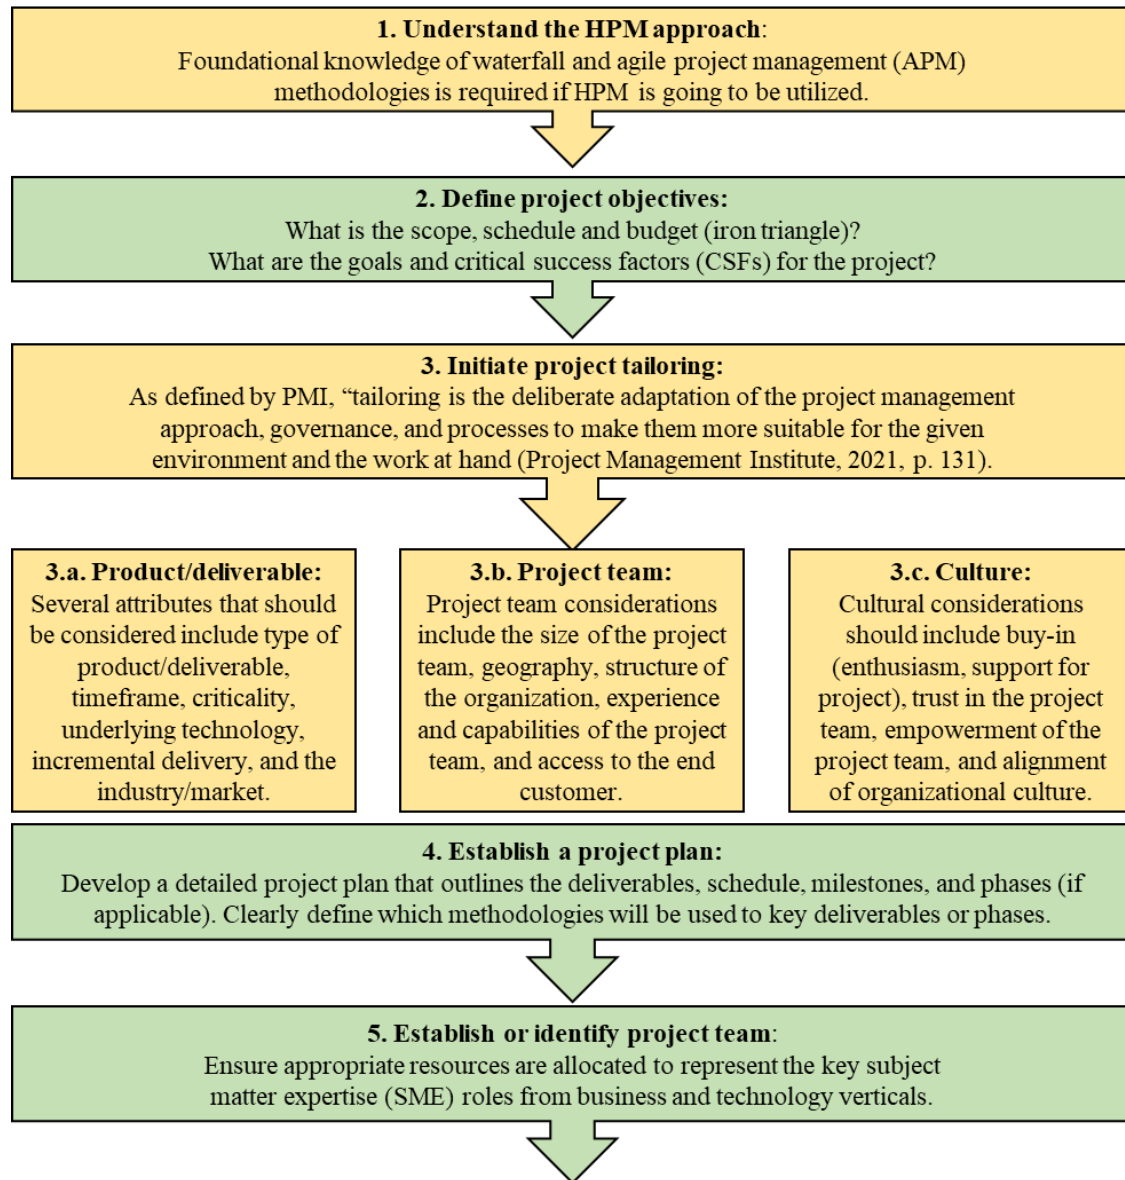 1. Understand the HPM approach:
Foundational knowledge of waterfall and agile project management (APM)
methodologies is required if HPM is going to be utilized.
2. Define project objectives:
What is the scope, schedule and budget (iron triangle)?
What are the goals and critical success factors (CSFs) for the project?
3. Initiate project tailoring:
As defined by PMI, “tailoring is the deliberate adaptation of the project management
approach, governance, and processes to make them more suitable for the given
environment and the work at hand (Project Management Institute, 2021, p. 131).
3.a. Product/deliverable:
Several attributes that should
be considered include type of
product/deliverable,
timeframe, criticality,
underlying technology,
incremental delivery, and the
industry/market.
3.b. Project team:
Project team considerations
include the size of the project
team, geography, structure of
the organization, experience
and capabilities of the project
team, and access to the end
customer.
3.c. Culture:
Cultural considerations
should include buy-in
(enthusiasm, support for
project), trust in the project
team, empowerment of the
project team, and alignment
of organizational culture.
4. Establish a project plan:
Develop a detailed project plan that outlines the deliverables, schedule, milestones, and phases (if
applicable). Clearly define which methodologies will be used to key deliverables or phases.
5. Establish or identify project team:
Ensure appropriate resources are allocated to represent the key subject
matter expertise (SME) roles from business and technology verticals.